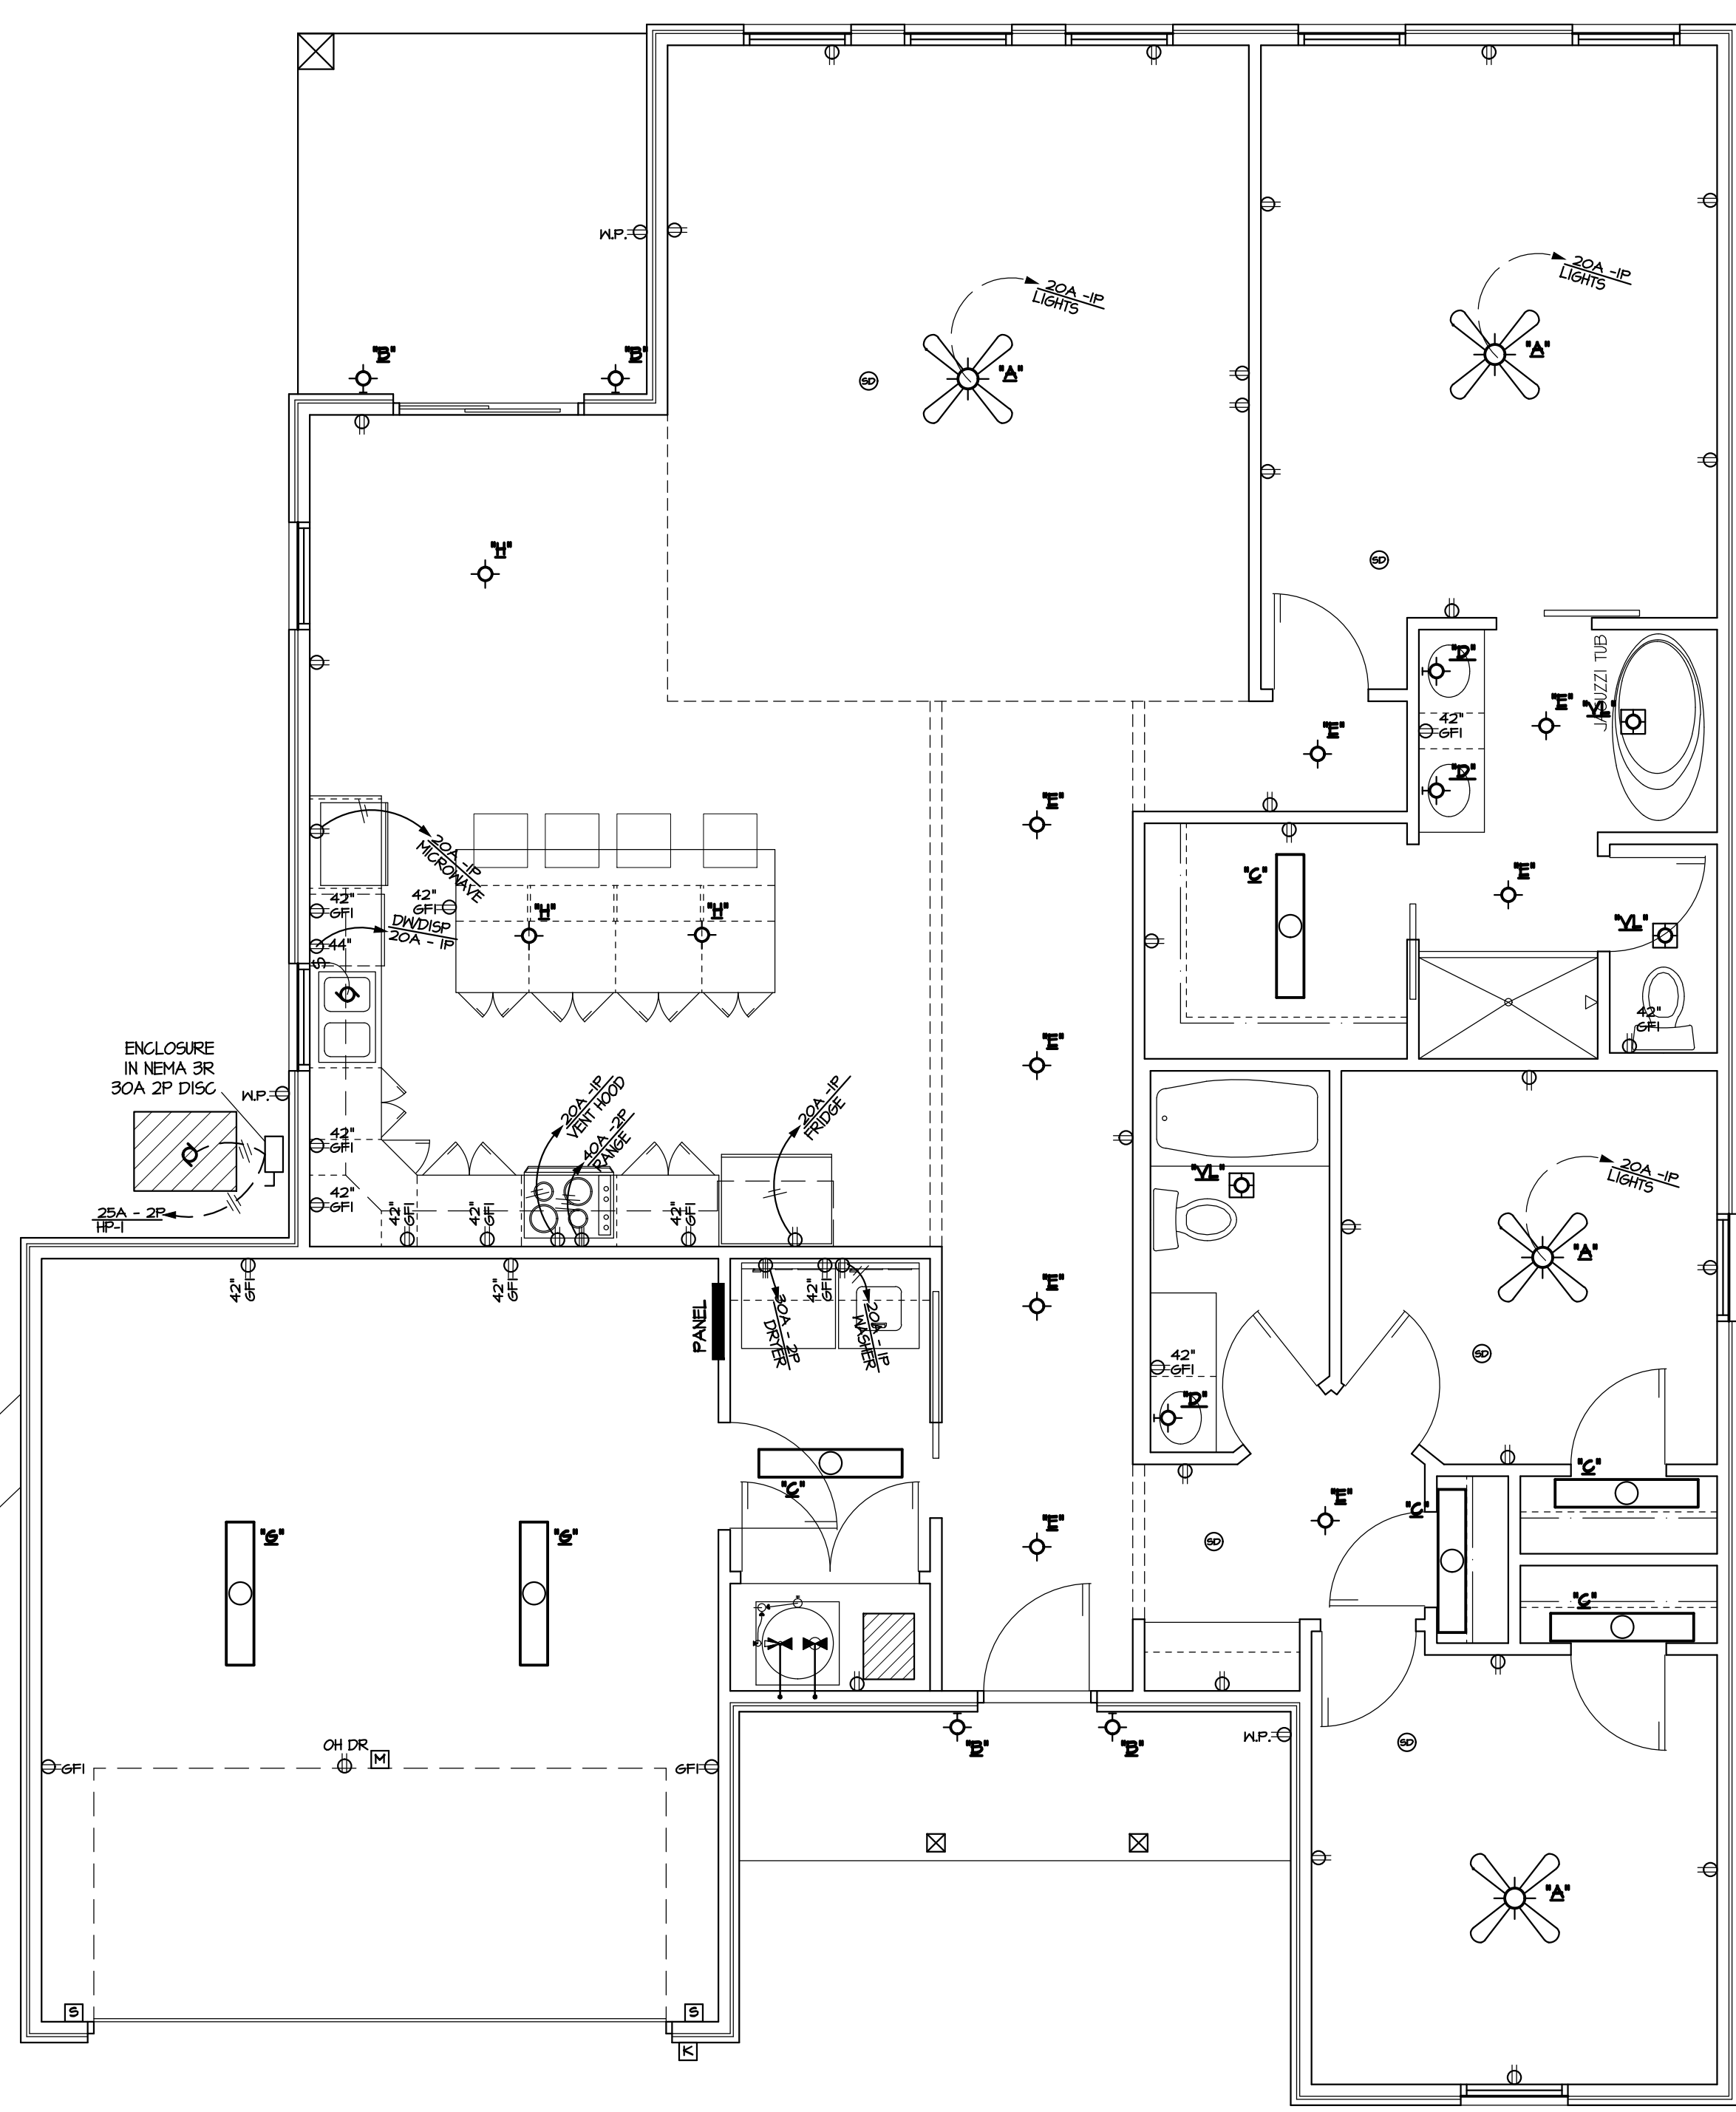 W.P.
20A -1P
LIGHTS
20A -1P
LIGHTS
"B"
"B"
SD
"A"
"A"
"H"
SD
"D"
JACUZZI TUB
"E"
"VL"
42"
GFI
"E"
"D"
"E"
20A -1P
MICROWAVE
42"
GFI
42"
GFI
"H"
"H"
DW/DISP
20A - 1P
44"
S
"C"
"E"
"VL"
42"
GFI
ENCLOSURE
IN NEMA 3R
30A 2P DISC
W.P.
"E"
20A -1P
VENT HOOD
40A -2P
RANGE
20A -1P
FRIDGE
42"
GFI
42"
GFI
42"
GFI
42"
GFI
42"
GFI
25A - 2P
HP-1
"VL"
20A -1P
LIGHTS
"A"
42"
GFI
42"
GFI
PANEL
30A - 2P
DRYER
42"
GFI
20A - 1P
WASHER
"E"
SD
42"
GFI
"D"
"C"
"C"
"E"
"C"
"G"
"G"
"E"
SD
"C"
OH DR
M
GFI
GFI
"B"
"B"
W.P.
SD
"A"
S
S
K